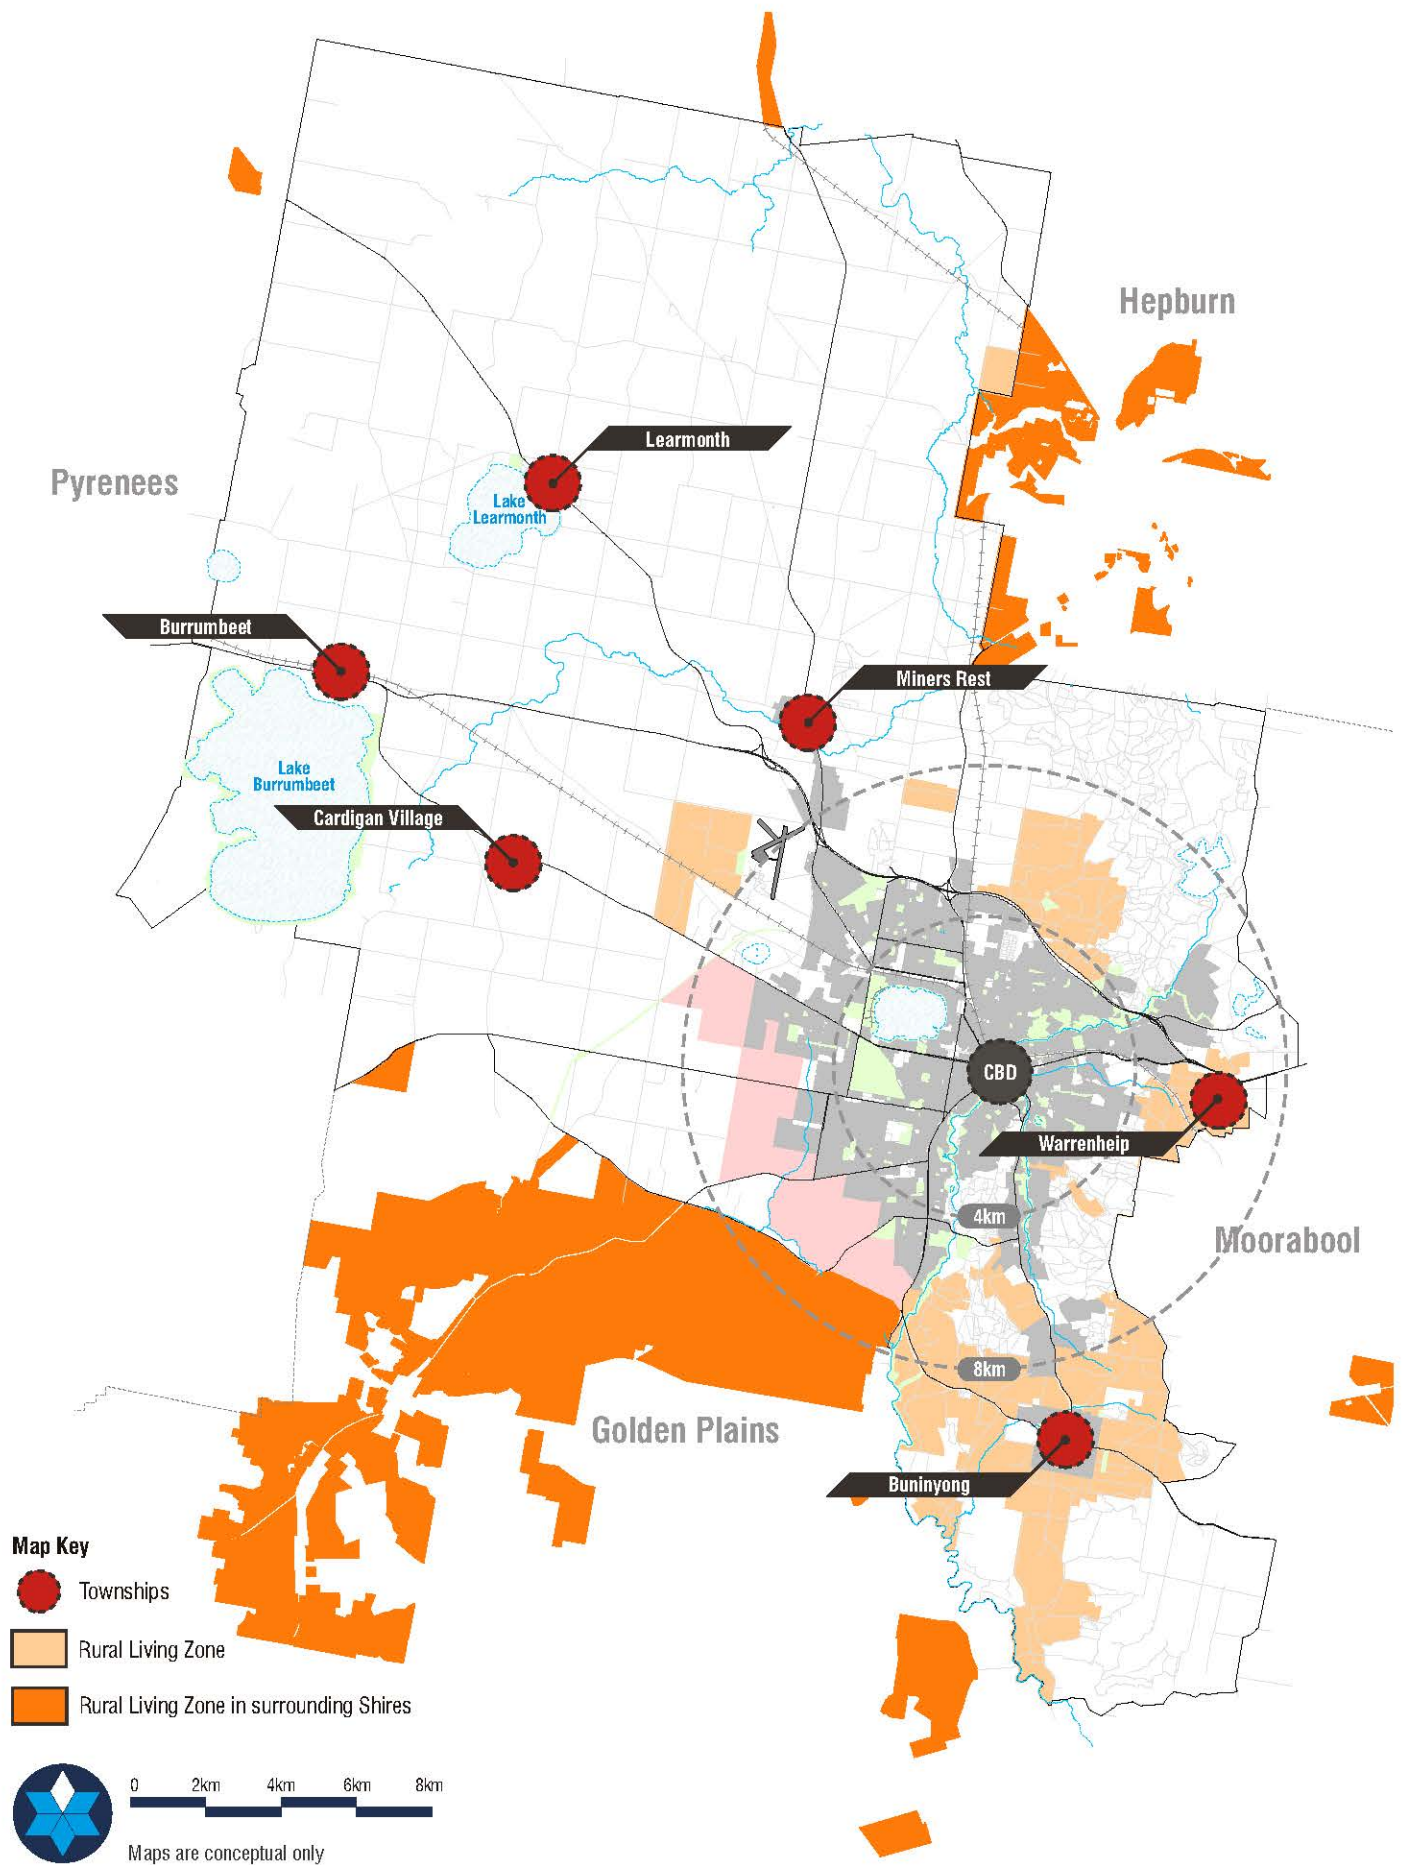 Hepburn
Learmonth
Pyrenees
Lake
Learmonth
Burrumbeet
Miners Rest
Lake
Burrumbeet
Cardigan Village
CBD
Warrenheip
4km
Moorabool
8km
Golden Plains
Buninyong
Map Key
Townships
Rural Living Zone
Rural Living Zone in surrounding Shires
0 2km 4km 6km 8km
Maps are conceptual only